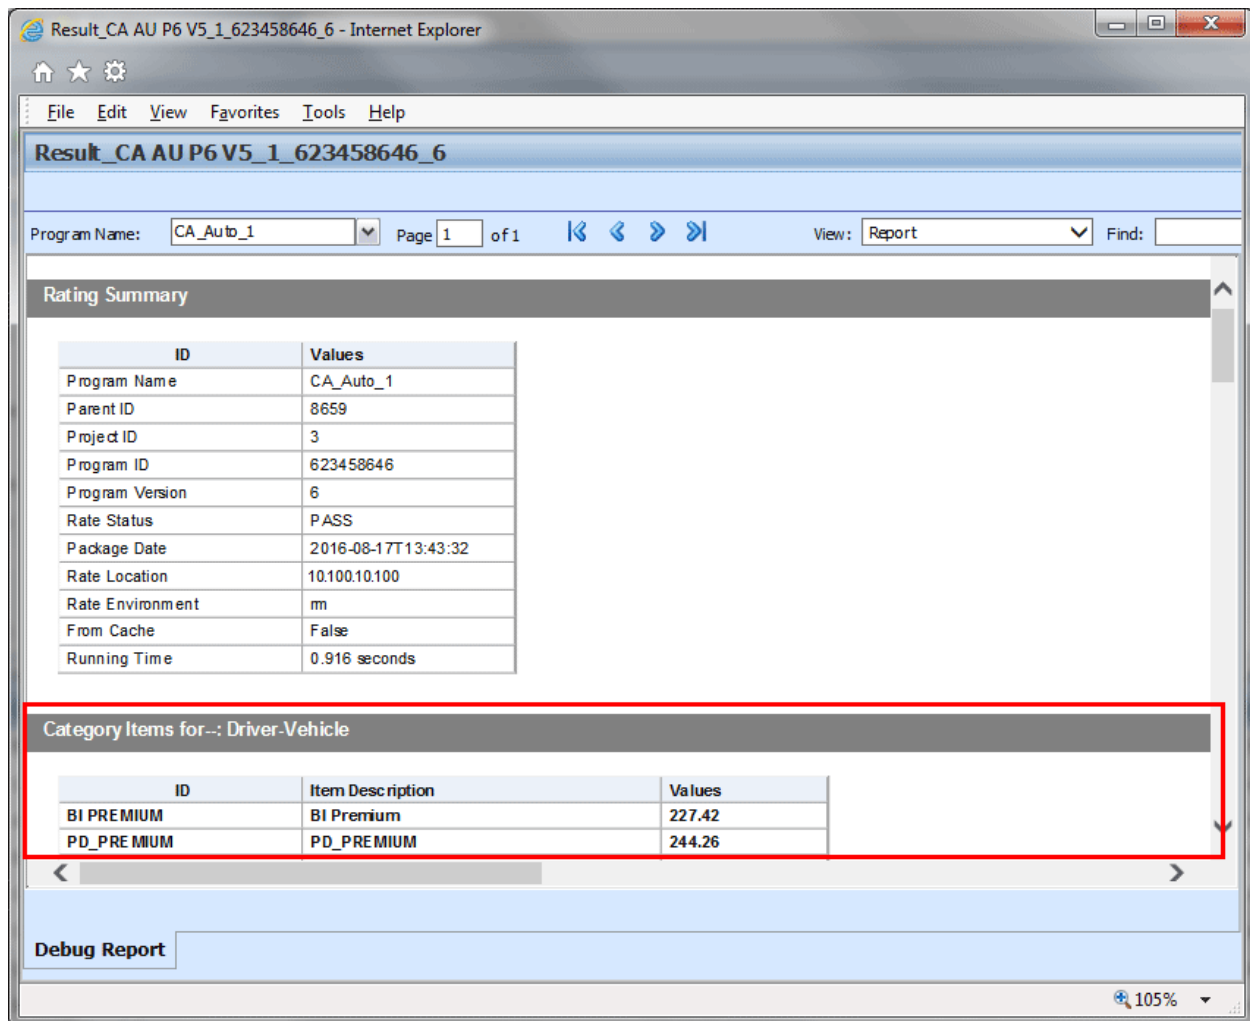 Result_CA AU P6 V5_1_623458646_6 - Internet Explorer
File Edit View Favorites Tools Help
Result_CA AU P6 V5_1_623458646_6
Program Name: CA_Auto_1 Page 1 of 1 View: Report Find:
Rating Summary
ID Values
Program Name CA_Auto_1
Parent ID 8659
Project ID 3
Program ID 623458646
Program Version 6
Rate Status PASS
Package Date 2016-08-17T13:43:32
Rate Location 10.100.10.100
Rate Environment rm
From Cache False
Running Time 0.916 seconds
Category Items for--: Driver-Vehicle
ID Item Description Values
BI PREMIUM BI Premium 227.42
PD_PREMIUM PD_PREMIUM 244.26
Debug Report
105%